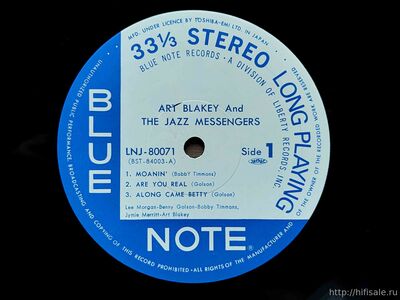 MFD. UNDER LICENCE BY TOSHIBA-EMI LTD. IN JAPAN.
33 1/3 STEREO LONG PLAYING
BLUE NOTE RECORDS • A DIVISION OF LIBERTY RECORDS, INC.
ART BLAKEY And
THE JAZZ MESSENGERS
LNJ-80071
(BST-84003-A)
Side 1
1. MOANIN' (Bobby Timmons)
2. ARE YOU REAL (Golson)
3. ALONG CAME BETTY (Golson)
Lee Morgan-Benny Golson-Bobby Timmons,
Jymie Merritt-Art Blakey
BLUE
NOTE ®
UNAUTHORIZED PUBLIC PERFORMANCE, BROADCASTING AND COPYING OF THIS RECORD PROHIBITED • ALL RIGHTS OF THE MANUFACTURER AND OF THE OWNER OF THE RECORDED WORK RESERVED
http://hifisale.ru/